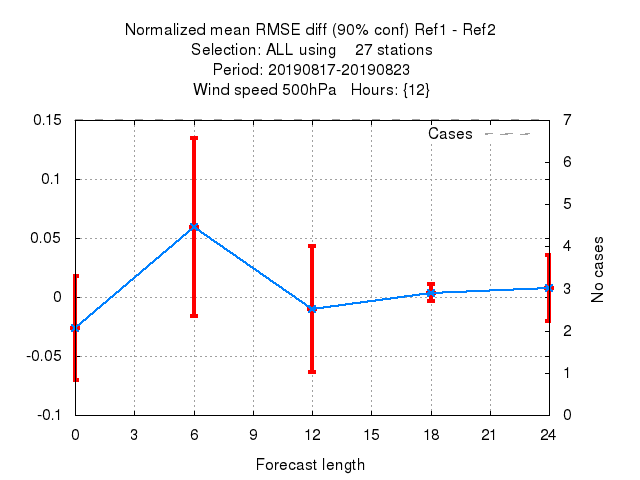 Normalized mean RMSE diff (90% conf) Ref1 - Ref2
Selection: ALL using    27 stations
Period: 20190817-20190823
Wind speed 500hPa   Hours: {12}
Cases
0.15
0.1
0.05
0
-0.05
-0.1
7
6
5
4
3
2
1
0
No cases
0 3 6 9 12 15 18 21 24
Forecast length